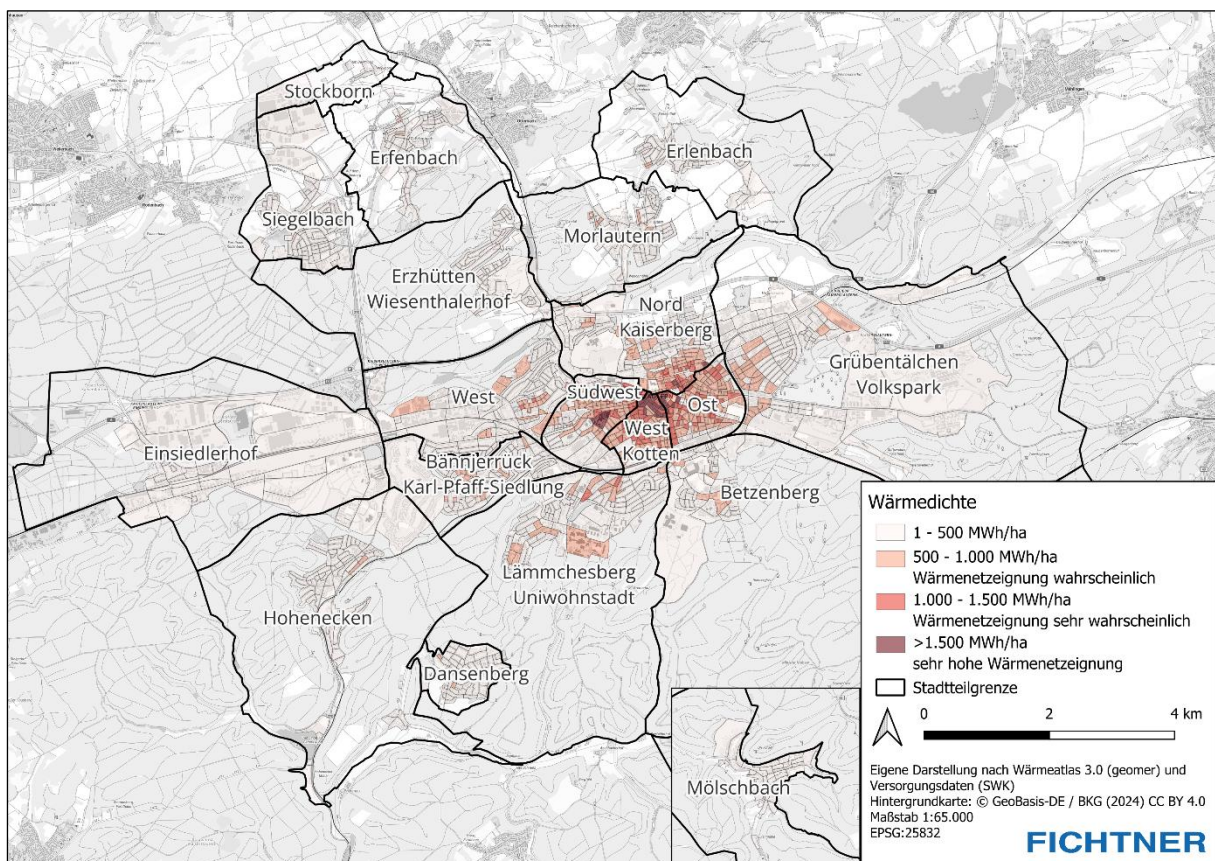 Stockborn
Erfenbach
Siegelbach
Erlenbach
Morlautern
Erzhütten
Wiesenthalerhof
Nord
Kaiserberg
Grübentälchen
Volkspark
West
Südwest
Ost
West
Kotten
Einsiedlerhof
Bännjerrück
Karl-Pfaff-Siedlung
Betzenberg
Lämmchesberg
Uniwohnstadt
Hohenecken
Dansenberg
Mölschbach
Wärmedichte
1 - 500 MWh/ha
500 - 1.000 MWh/ha
Wärmenetzeignung wahrscheinlich
1.000 - 1.500 MWh/ha
Wärmenetzeignung sehr wahrscheinlich
>1.500 MWh/ha
sehr hohe Wärmenetzeignung
Stadtteilgrenze
0 2 4 km
Eigene Darstellung nach Wärmeatlas 3.0 (geomer) und
Versorgungsdaten (SWK)
Hintergrundkarte: © GeoBasis-DE / BKG (2024) CC BY 4.0
Maßstab 1:65.000
EPSG:25832
FICHTNER